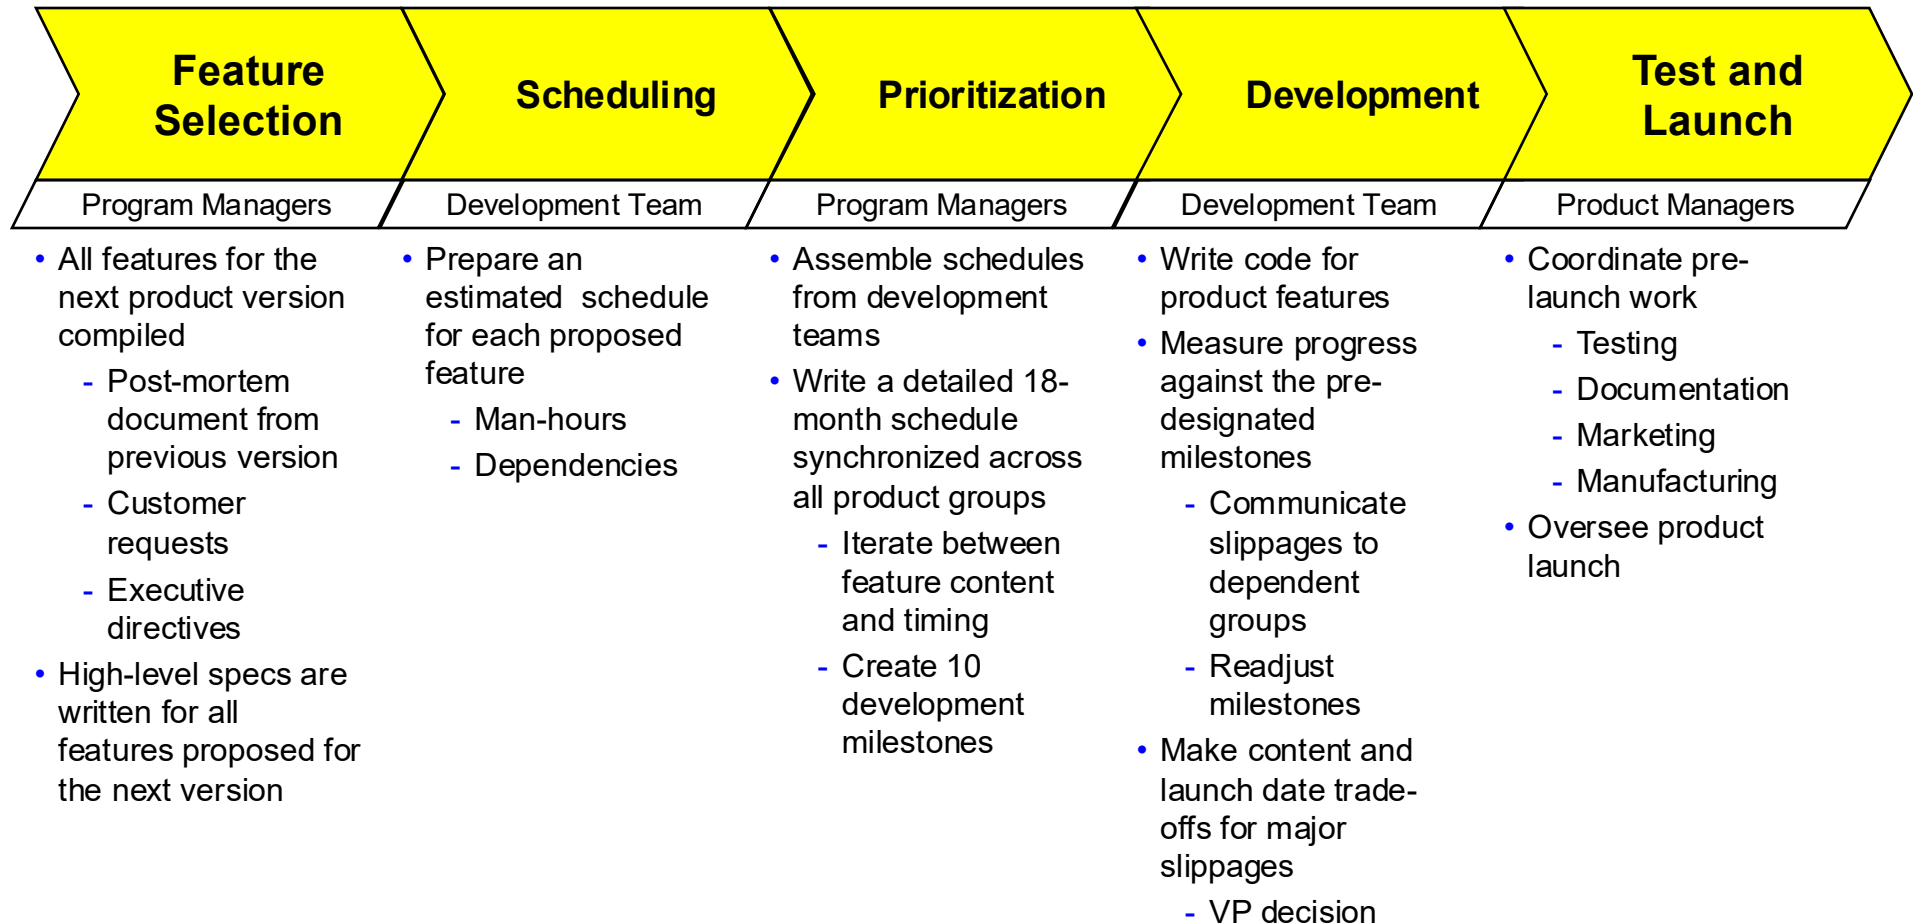 Feature
Selection
Scheduling
Prioritization
Development
Test and
Launch
Program Managers
Development Team
Program Managers
Development Team
Product Managers
• All features for the
next product version
compiled
- Post-mortem
document from
previous version
- Customer
requests
- Executive
directives
• High-level specs are
written for all
features proposed for
the next version
• Prepare an
estimated schedule
for each proposed
feature
- Man-hours
- Dependencies
• Assemble schedules
from development
teams
• Write a detailed 18-
month schedule
synchronized across
all product groups
- Iterate between
feature content
and timing
- Create 10
development
milestones
• Write code for
product features
• Measure progress
against the pre-
designated
milestones
- Communicate
slippages to
dependent
groups
- Readjust
milestones
• Make content and
launch date trade-
offs for major
slippages
- VP decision
• Coordinate pre-
launch work
- Testing
- Documentation
- Marketing
- Manufacturing
• Oversee product
launch